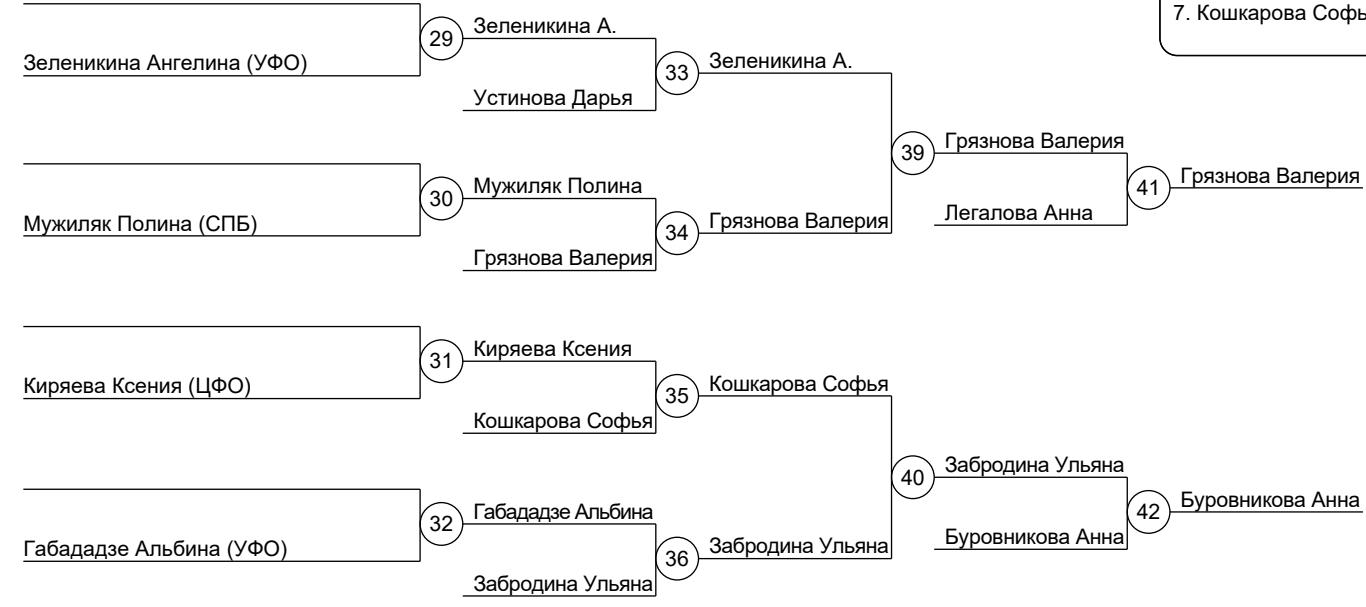 7. Кошкарова Софь
29
Зеленикина А.
Зеленикина Ангелина (УФО)
33
Зеленикина А.
Устинова Дарья
39
Грязнова Валерия
30
Мужиляк Полина
41
Грязнова Валерия
Мужиляк Полина (СПБ)
34
Грязнова Валерия
Легалова Анна
Грязнова Валерия
31
Киряева Ксения
Киряева Ксения (ЦФО)
35
Кошкарова Софья
Кошкарова Софья
40
Забродина Ульяна
32
Габададзе Альбина
42
Буровникова Анна
Габададзе Альбина (УФО)
36
Забродина Ульяна
Буровникова Анна
Забродина Ульяна